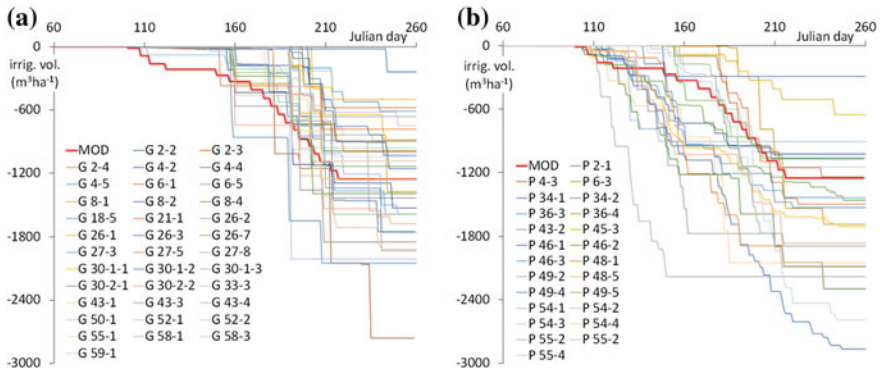 (a)
60 110 160 210 260
Julian day
0
irrig. vol.
(m³ha⁻¹)
-600
-1200
-1800
-2400
-3000
MOD G 2-2 G 2-3
G 2-4 G 4-2 G 4-4
G 4-5 G 6-1 G 6-5
G 8-1 G 8-2 G 8-4
G 18-5 G 21-1 G 26-2
G 26-1 G 26-3 G 26-7
G 27-3 G 27-5 G 27-8
G 30-1-1 G 30-1-2 G 30-1-3
G 30-2-1 G 30-2-2 G 33-3
G 43-1 G 43-3 G 43-4
G 50-1 G 52-1 G 52-2
G 55-1 G 58-1 G 58-3
G 59-1
(b)
60 110 160 210 260
Julian day
0
irrig. vol.
(m³ha⁻¹)
-600
-1200
-1800
-2400
-3000
MOD P 2-1
P 4-3 P 6-3
P 34-1 P 34-2
P 36-3 P 36-4
P 43-2 P 45-3
P 46-1 P 46-2
P 46-3 P 48-1
P 49-2 P 48-5
P 49-4 P 49-5
P 54-1 P 54-2
P 54-3 P 54-4
P 55-2 P 55-2
P 55-4